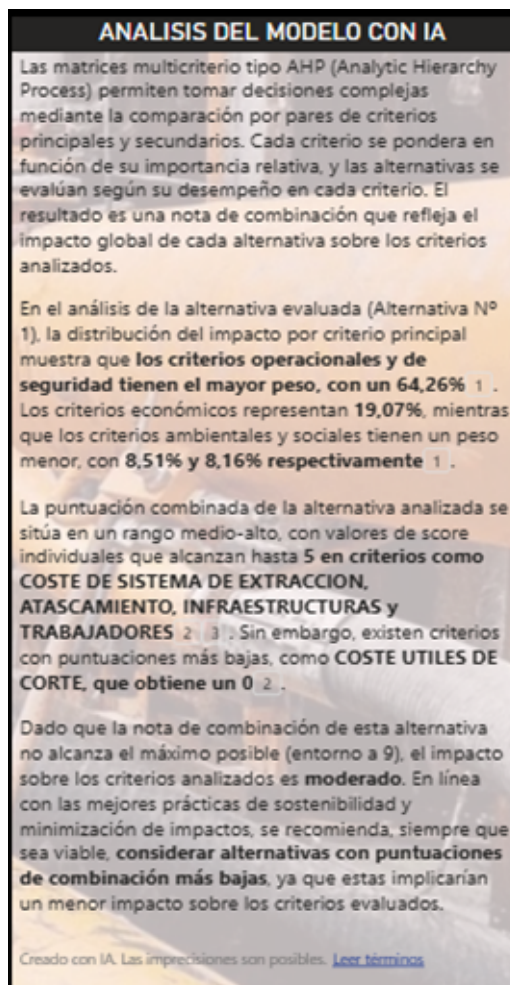 ANALISIS DEL MODELO CON IA
Las matrices multicriterio tipo AHP (Analytic Hierarchy
Process) permiten tomar decisiones complejas
mediante la comparación por pares de criterios
principales y secundarios. Cada criterio se pondera en
función de su importancia relativa, y las alternativas se
evalúan según su desempeño en cada criterio. El
resultado es una nota de combinación que refleja el
impacto global de cada alternativa sobre los criterios
analizados.
En el análisis de la alternativa evaluada (Alternativa Nº
1), la distribución del impacto por criterio principal
muestra que los criterios operacionales y de
seguridad tienen el mayor peso, con un 64,26% 1 .
Los criterios económicos representan 19,07%, mientras
que los criterios ambientales y sociales tienen un peso
menor, con 8,51% y 8,16% respectivamente 1 .
La puntuación combinada de la alternativa analizada se
sitúa en un rango medio-alto, con valores de score
individuales que alcanzan hasta 5 en criterios como
COSTE DE SISTEMA DE EXTRACCION,
ATASCAMIENTO, INFRAESTRUCTURAS y
TRABAJADORES 2 3 . Sin embargo, existen criterios
con puntuaciones más bajas, como COSTE UTILES DE
CORTE, que obtiene un 0 2 .
Dado que la nota de combinación de esta alternativa
no alcanza el máximo posible (entorno a 9), el impacto
sobre los criterios analizados es moderado. En línea
con las mejores prácticas de sostenibilidad y
minimización de impactos, se recomienda, siempre que
sea viable, considerar alternativas con puntuaciones
de combinación más bajas, ya que estas implicarían
un menor impacto sobre los criterios evaluados.
Creado con IA. Las imprecisiones son posibles. Leer términos